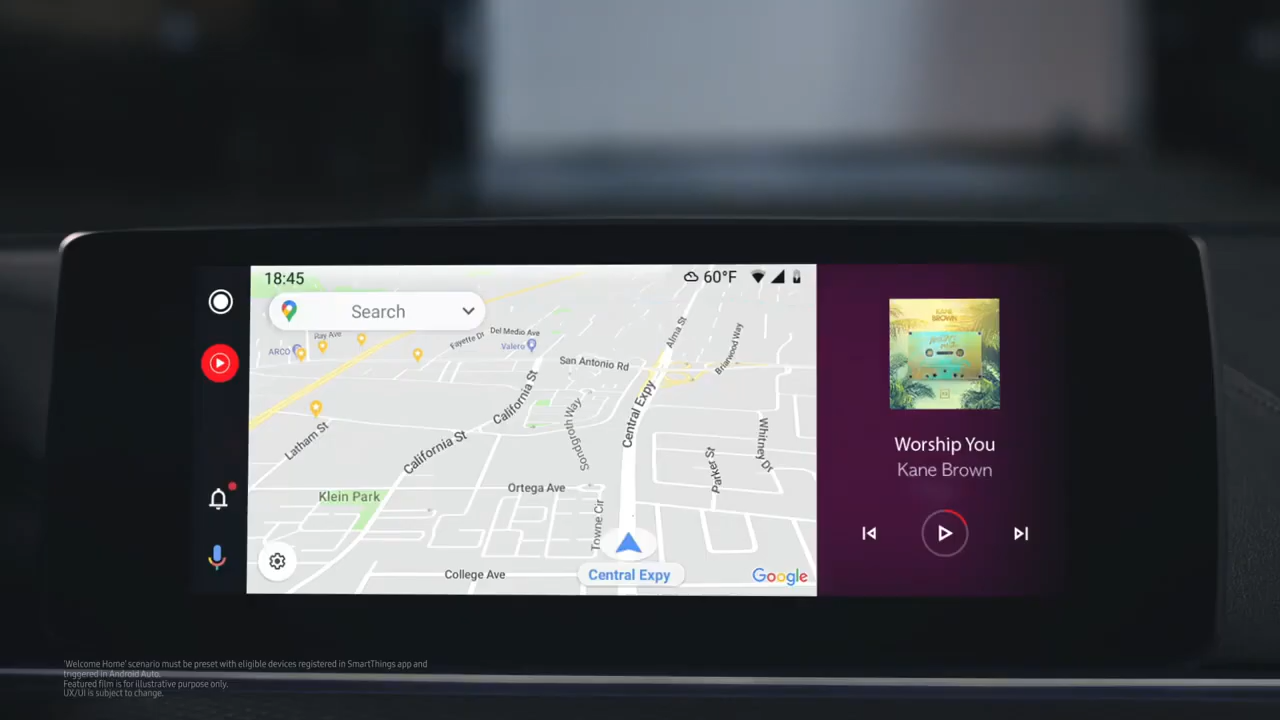 18:45
60°F
Search
Ray Ave
ARCO
Fayette Dr
Del Medio Ave
Valero
Alma St
Briarwood Way
San Antonio Rd
California St
Central Expy
Sondgroth Way
Latham St
California St
Whitney Dr
Parker St
Klein Park
Ortega Ave
Towne Cir
College Ave
Central Expy
Google
KANE
BROWN
Worship You
Kane Brown
'Welcome Home' scenario must be preset with eligible devices registered in SmartThings app and
triggered in Android Auto.
Featured film is for illustrative purpose only.
UX/UI is subject to change.